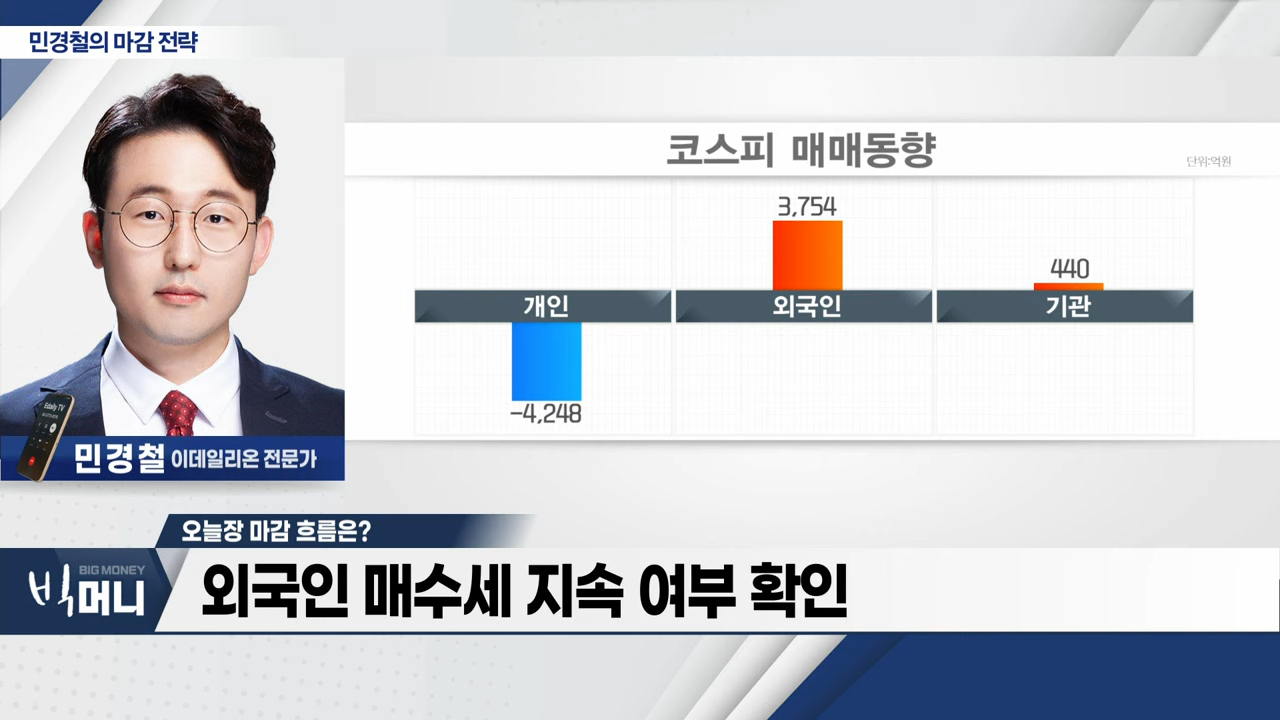 민경철의 마감 전략
코스피 매매동향
단위:억원
3,754
440
개인
외국인
기관
-4,248
Edaily TV
민경철 이데일리온 전문가
오늘장 마감 흐름은?
BIG MONEY
빅머니
외국인 매수세 지속 여부 확인